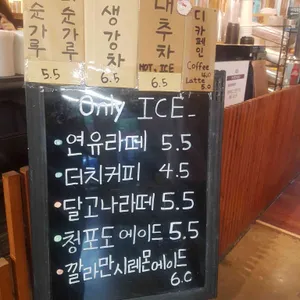 순가루
5.5
순가루
생강차
6.5
대추차
HOT. ICE
6.5
디카페인
Coffee
Latte
5.0
Only ICE
• 연유라떼 5.5
• 더치커피 4.5
• 달고나라떼 5.5
• 청포도 에이드 5.5
• 깔라만시레몬에이드
6.0